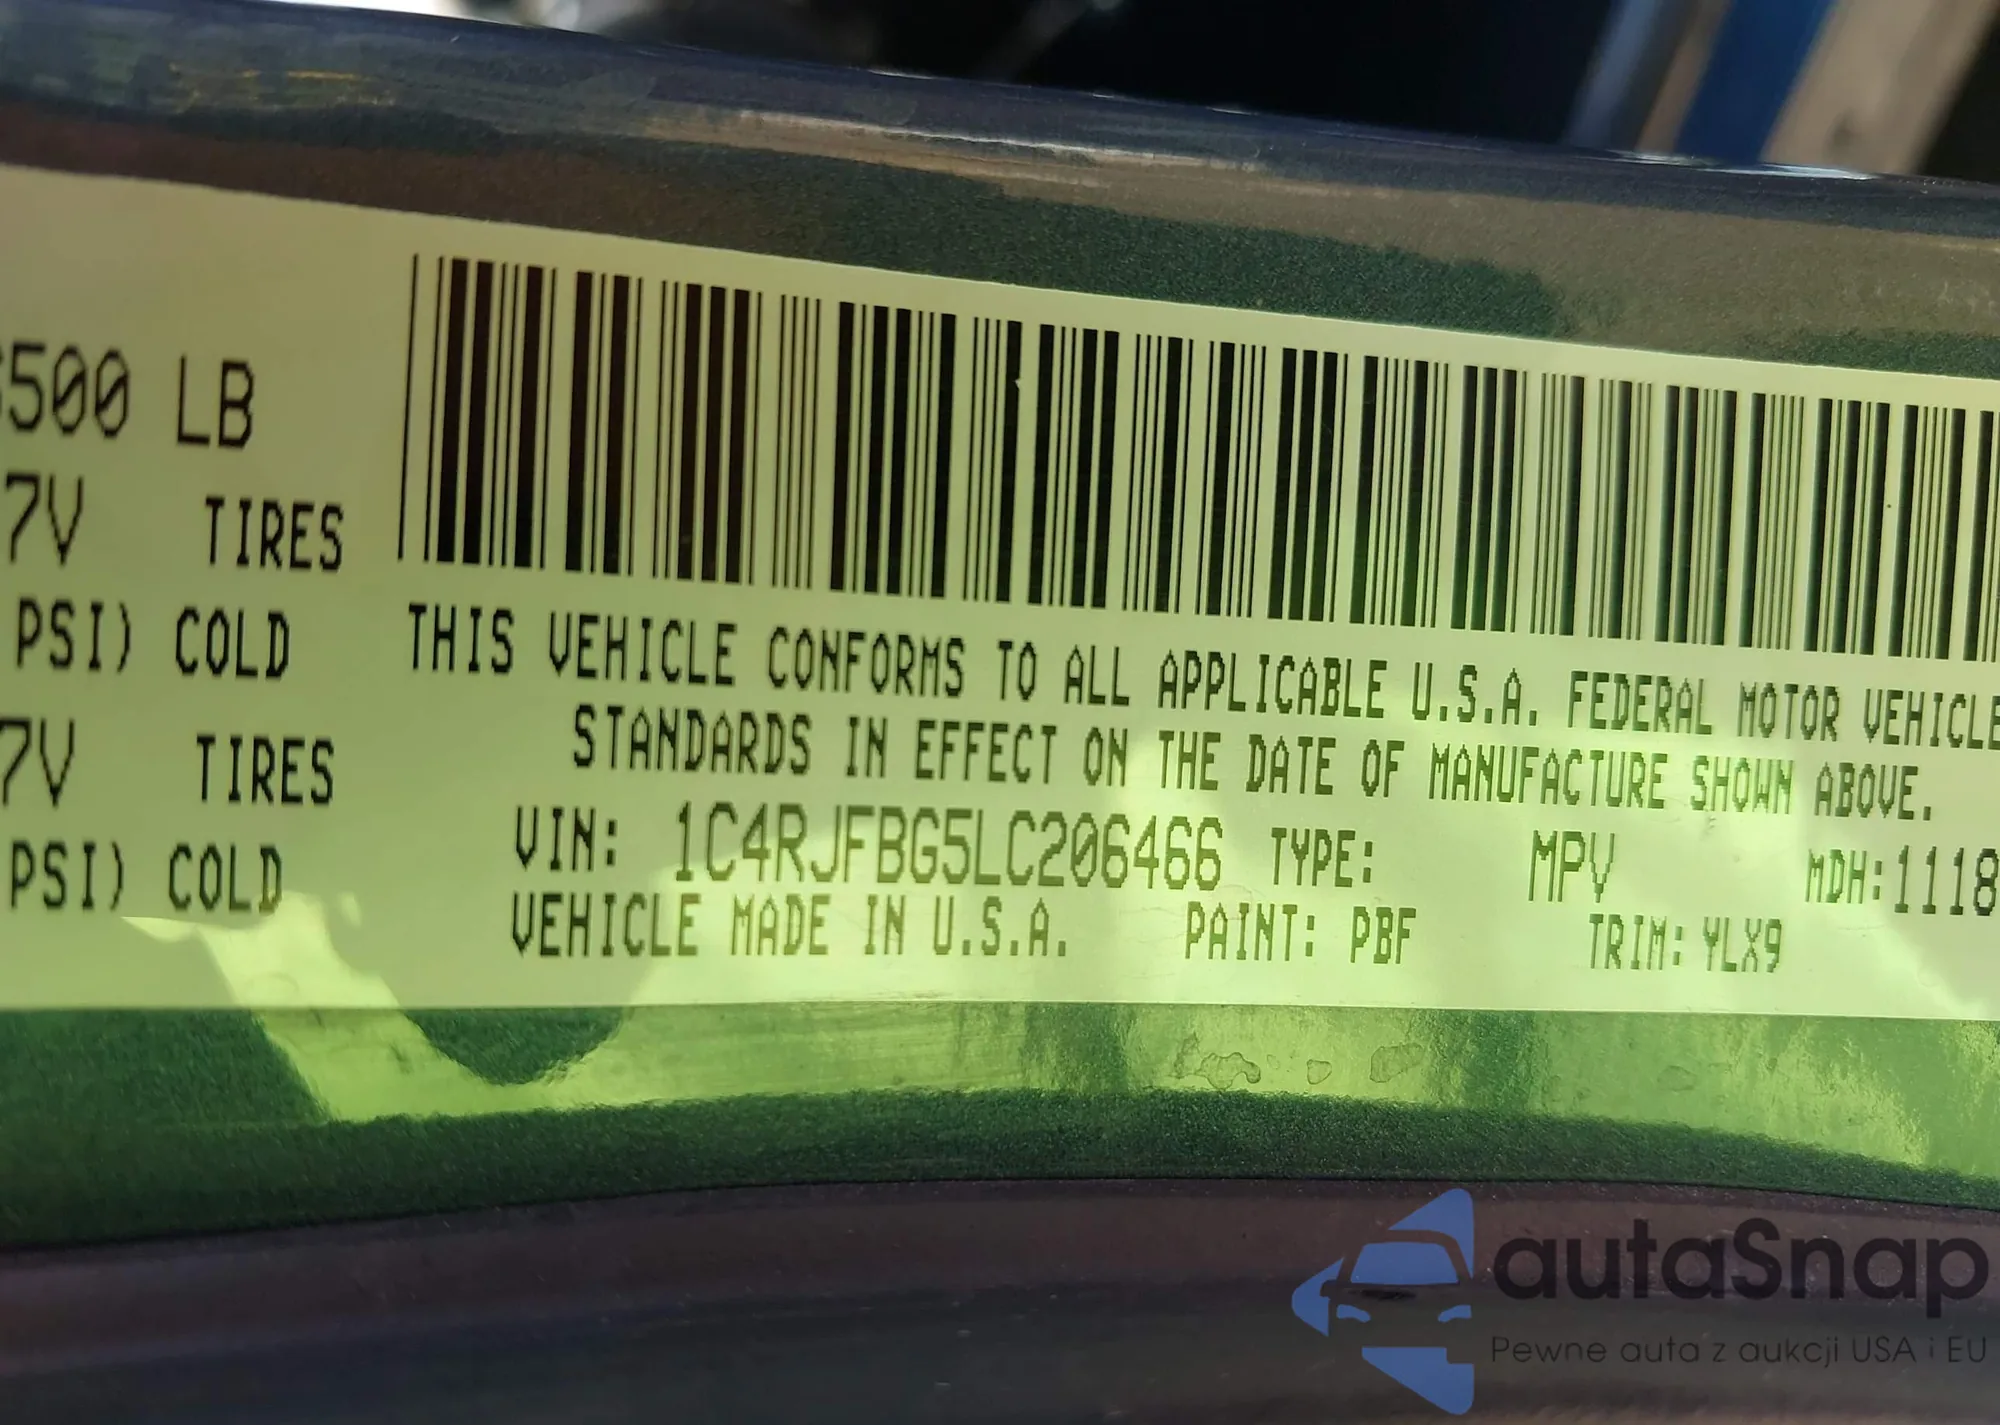 500 LB
7V TIRES
PSI) COLD
7V TIRES
PSI) COLD
THIS VEHICLE CONFORMS TO ALL APPLICABLE U.S.A. FEDERAL MOTOR VEHICLE
STANDARDS IN EFFECT ON THE DATE OF MANUFACTURE SHOWN ABOVE.
VIN: 1C4RJFBG5LC206466 TYPE: MPV MDH:1118
VEHICLE MADE IN U.S.A. PAINT: PBF TRIM: YLX9
autaSnap
Pewne auta z aukcji USA i EU